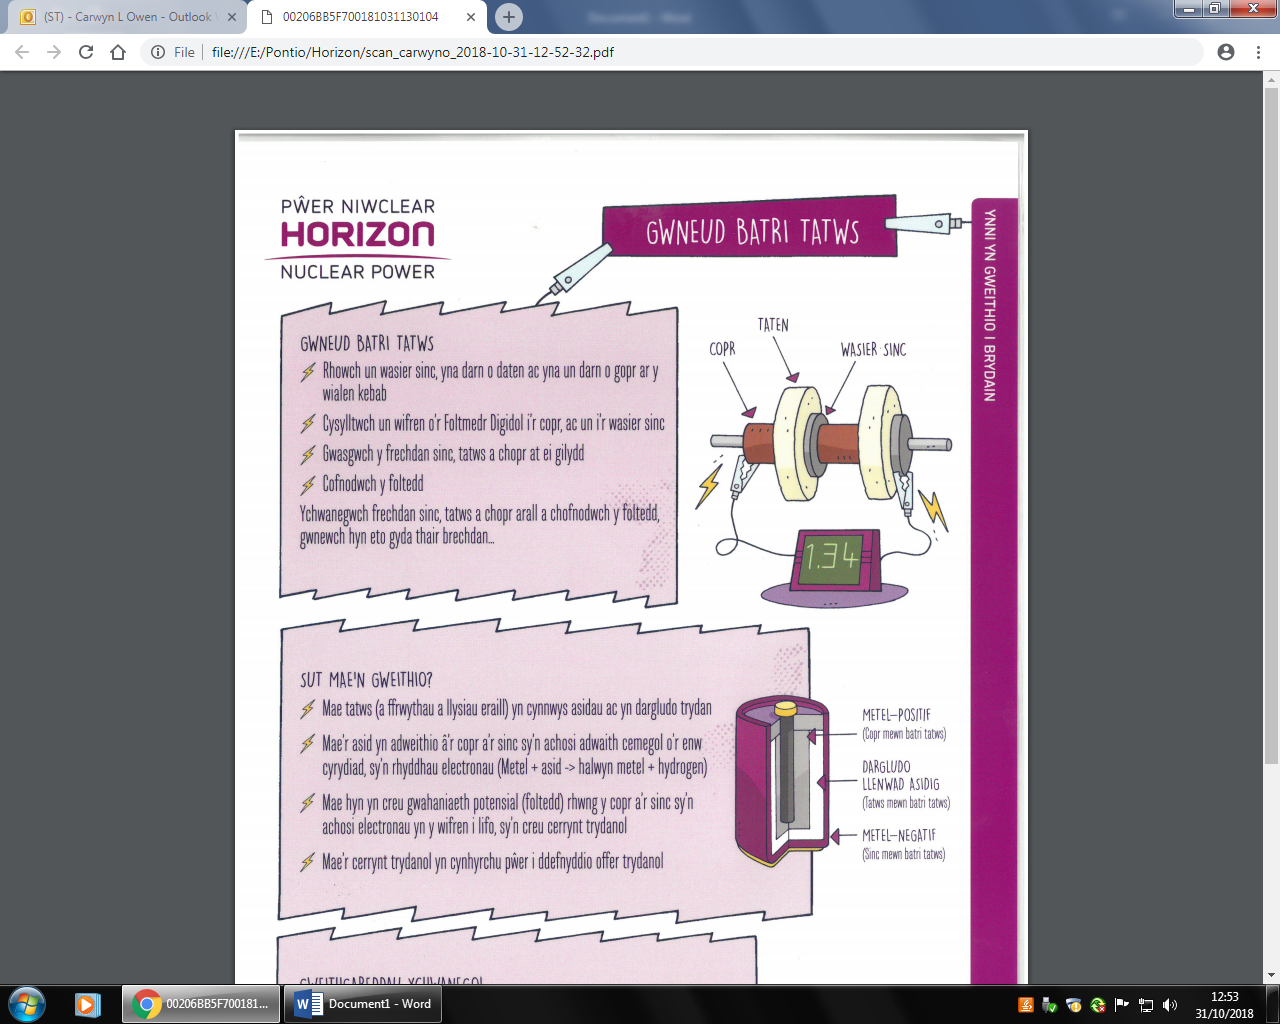 (ST) - Carwyn L Owen - Outlook
00206BB5F700181031130104
File
file:///E:/Pontio/Horizon/scan_carwyno_2018-10-31-12-52-32.pdf
PŴER NIWCLEAR
HORIZON
NUCLEAR POWER
GWNEUD BATRI TATWS
YNNI YN GWEITHIO I BRYDAIN
GWNEUD BATRI TATWS
Rhowch un wasier sinc, yna darn o daten ac yna un darn o gopr ar y
wialen kebab
Cysylltwch un wifren o'r Foltmedr Digidol i'r copr, ac un i'r wasier sinc
Gwasgwch y frechdan sinc, tatws a chopr at ei gilydd
Cofnodwch y foltedd
Ychwanegwch frechdan sinc, tatws a chopr arall a chofnodwch y foltedd,
gwnewch hyn eto gyda thair brechdan...
TATEN
COPR
WASIER SINC
1.34
SUT MAE'N GWEITHIO?
Mae tatws (a ffrwythau a llysiau eraill) yn cynnwys asidau ac yn dargludo trydan
Mae'r asid yn adweithio â'r copr a'r sinc sy'n achosi adwaith cemegol o'r enw
cyrydiad, sy'n rhyddhau electronau (Metel + asid -> halwyn metel + hydrogen)
Mae hyn yn creu gwahaniaeth potensial (foltedd) rhwng y copr a'r sinc sy'n
achosi electronau yn y wifren i lifo, sy'n creu cerrynt trydanol
Mae'r cerrynt trydanol yn cynhyrchu pŵer i ddefnyddio offer trydanol
METEL-POSITIF
(Copr mewn batri tatws)
DARGLUDO
LLENWAD ASIDIG
(Tatws mewn batri tatws)
METEL-NEGATIF
(Sinc mewn batri tatws)
GWEITHGAREDDAU YCHWANEGOL
00206BB5F700181...
Document1 - Word
12:53
31/10/2018